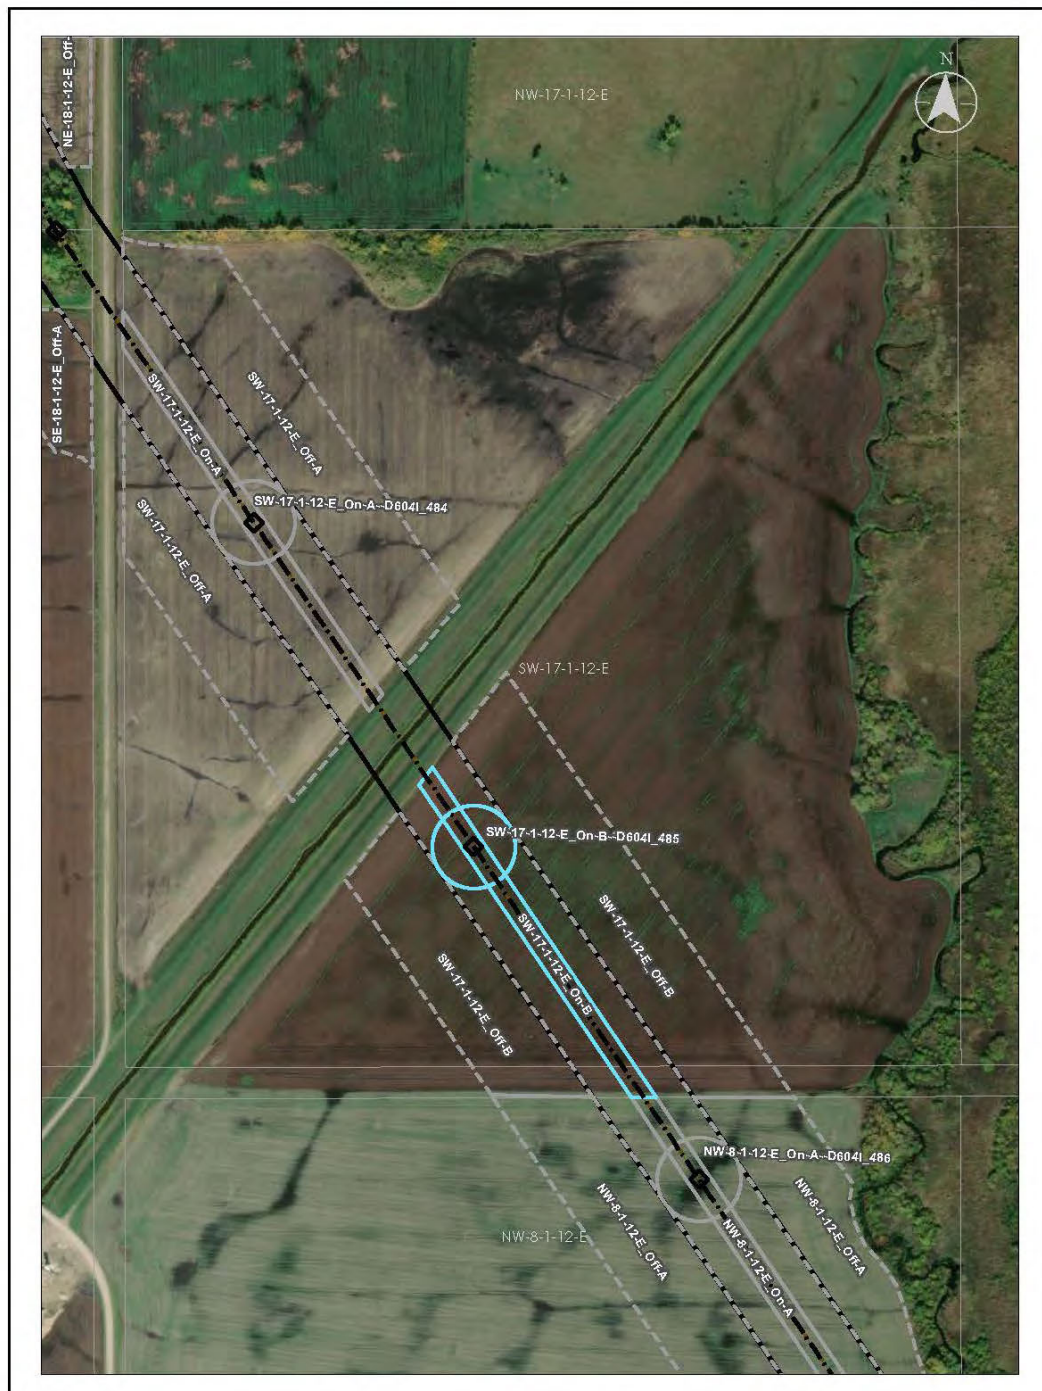 NE-18-1-12-E_Off-
NW-17-1-12-E
N
SE-18-1-12-E_Off-A
SW-17-1-12-E_On-A
SW-17-1-12-E_Off-A
SW-17-1-12-E_On-A--D604I_484
SW-17-1-12-E_Off-A
SW-17-1-12-E
SW-17-1-12-E_On-B--D604I_485
SW-17-1-12-E_On-B
SW-17-1-12-E_Off-B
SW-17-1-12-E_Off-B
NW-8-1-12-E_On-A--D604I_486
NW-8-1-12-E
NW-8-1-12-E_Off-A
NW-8-1-12-E_On-A
NW-8-1-12-E_Off-A